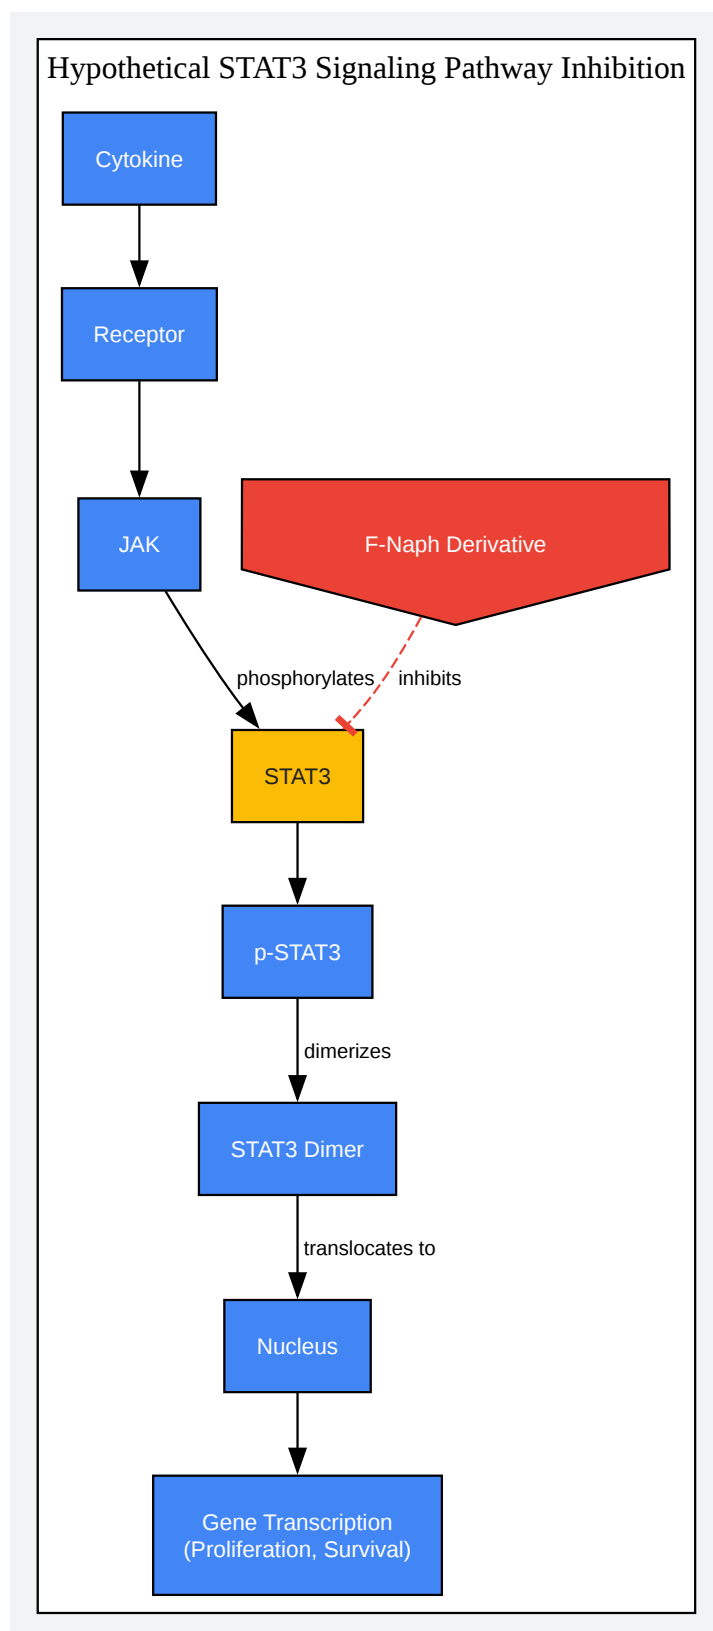 Hypothetical STAT3 Signaling Pathway Inhibition
Cytokine
Receptor
JAK
F-Naph Derivative
phosphorylates
inhibits
STAT3
p-STAT3
dimerizes
STAT3 Dimer
translocates to
Nucleus
Gene Transcription
(Proliferation, Survival)